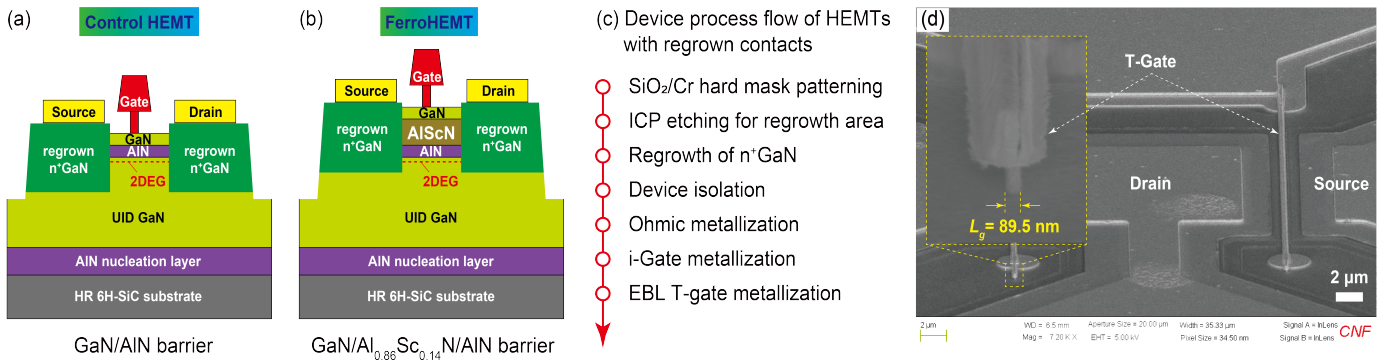 (a)
Control HEMT
Gate
Source
Drain
GaN
regrown
n⁺GaN
AlN
regrown
n⁺GaN
2DEG
UID GaN
AlN nucleation layer
HR 6H-SiC substrate
GaN/AlN barrier
(b)
FerroHEMT
Gate
Source
Drain
GaN
regrown
n⁺GaN
AlScN
AlN
regrown
n⁺GaN
2DEG
UID GaN
AlN nucleation layer
HR 6H-SiC substrate
GaN/Al₀.₈₆Sc₀.₁₄N/AlN barrier
(c) Device process flow of HEMTs
with regrown contacts
SiO₂/Cr hard mask patterning
ICP etching for regrowth area
Regrowth of n⁺GaN
Device isolation
Ohmic metallization
i-Gate metallization
EBL T-gate metallization
(d)
T-Gate
Drain
Source
L_g = 89.5 nm
2 µm
2 µm
WD = 6.5 mm Aperture Size = 20.00 µm Width = 35.33 µm Signal A = InLens
Mag = 7.20 K X EHT = 5.00 kV Pixel Size = 34.50 nm Signal B = InLens
CNF